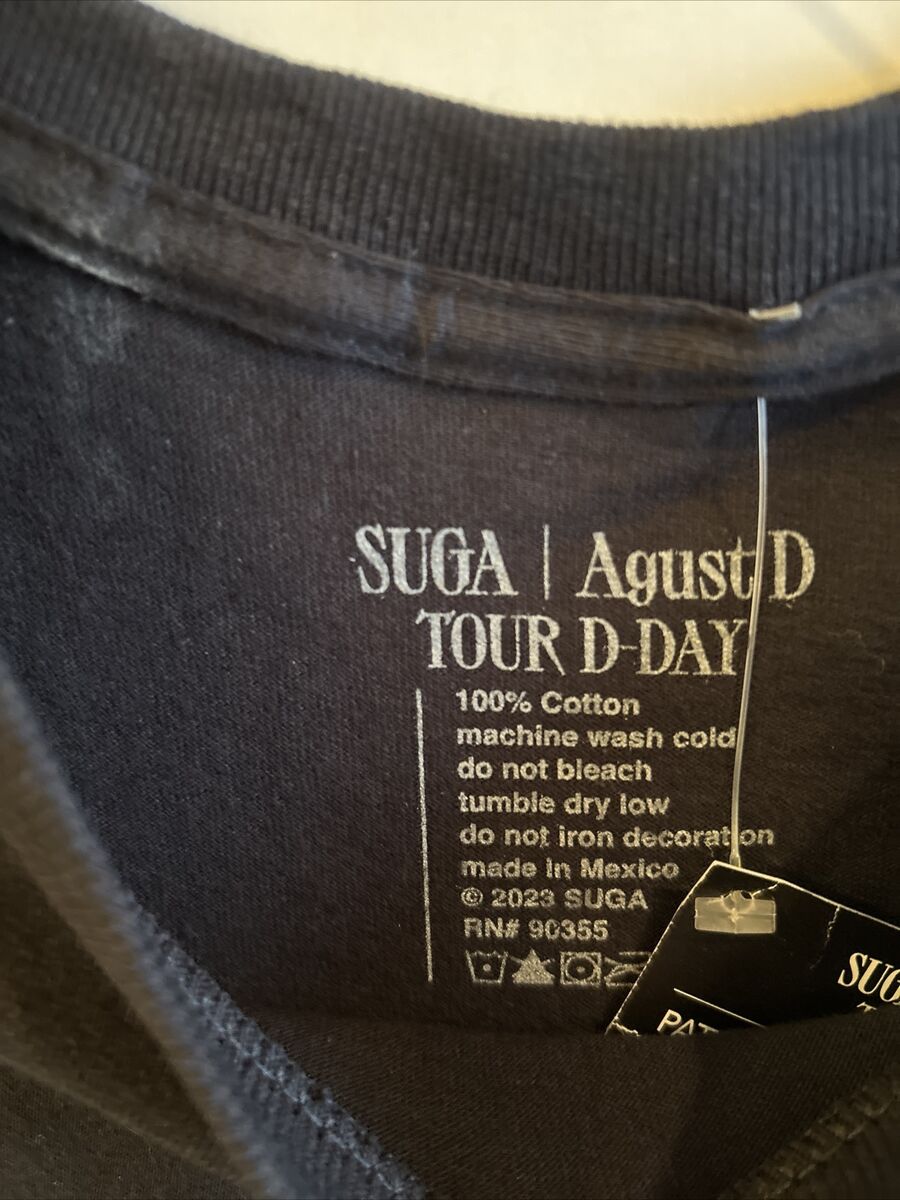 SUGA | Agust D
TOUR D-DAY
100% Cotton
machine wash cold
do not bleach
tumble dry low
do not iron decoration
made in Mexico
© 2023 SUGA
RN# 90355